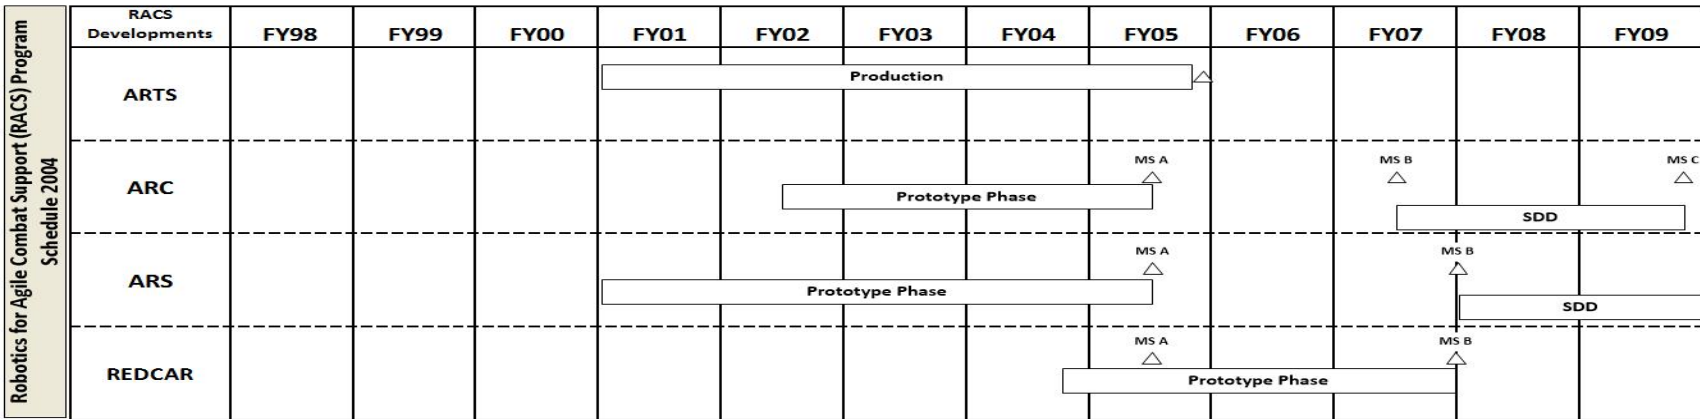 Robotics for Agile Combat Support (RACS) Program
Schedule 2004
RACS
Developments
FY98
FY99
FY00
FY01
FY02
FY03
FY04
FY05
FY06
FY07
FY08
FY09
ARTS
Production
ARC
MS A
MS B
MS C
Prototype Phase
SDD
ARS
MS A
MS B
Prototype Phase
SDD
REDCAR
MS A
MS B
Prototype Phase